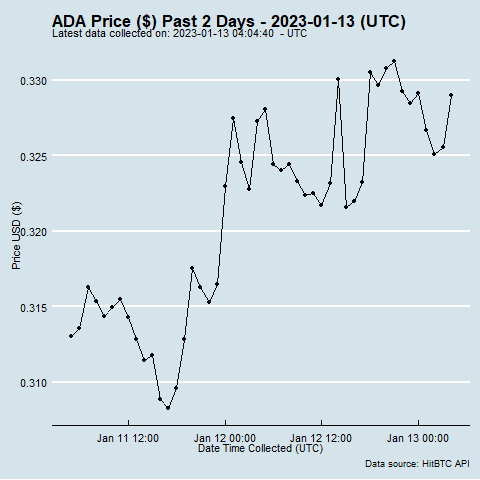 ADA Price ($) Past 2 Days - 2023-01-13 (UTC)
Latest data collected on: 2023-01-13 04:04:40 - UTC
0.330
0.325
0.320
0.315
0.310
Price USD ($)
Jan 11 12:00 Jan 12 00:00 Jan 12 12:00 Jan 13 00:00
Date Time Collected (UTC)
Data source: HitBTC API